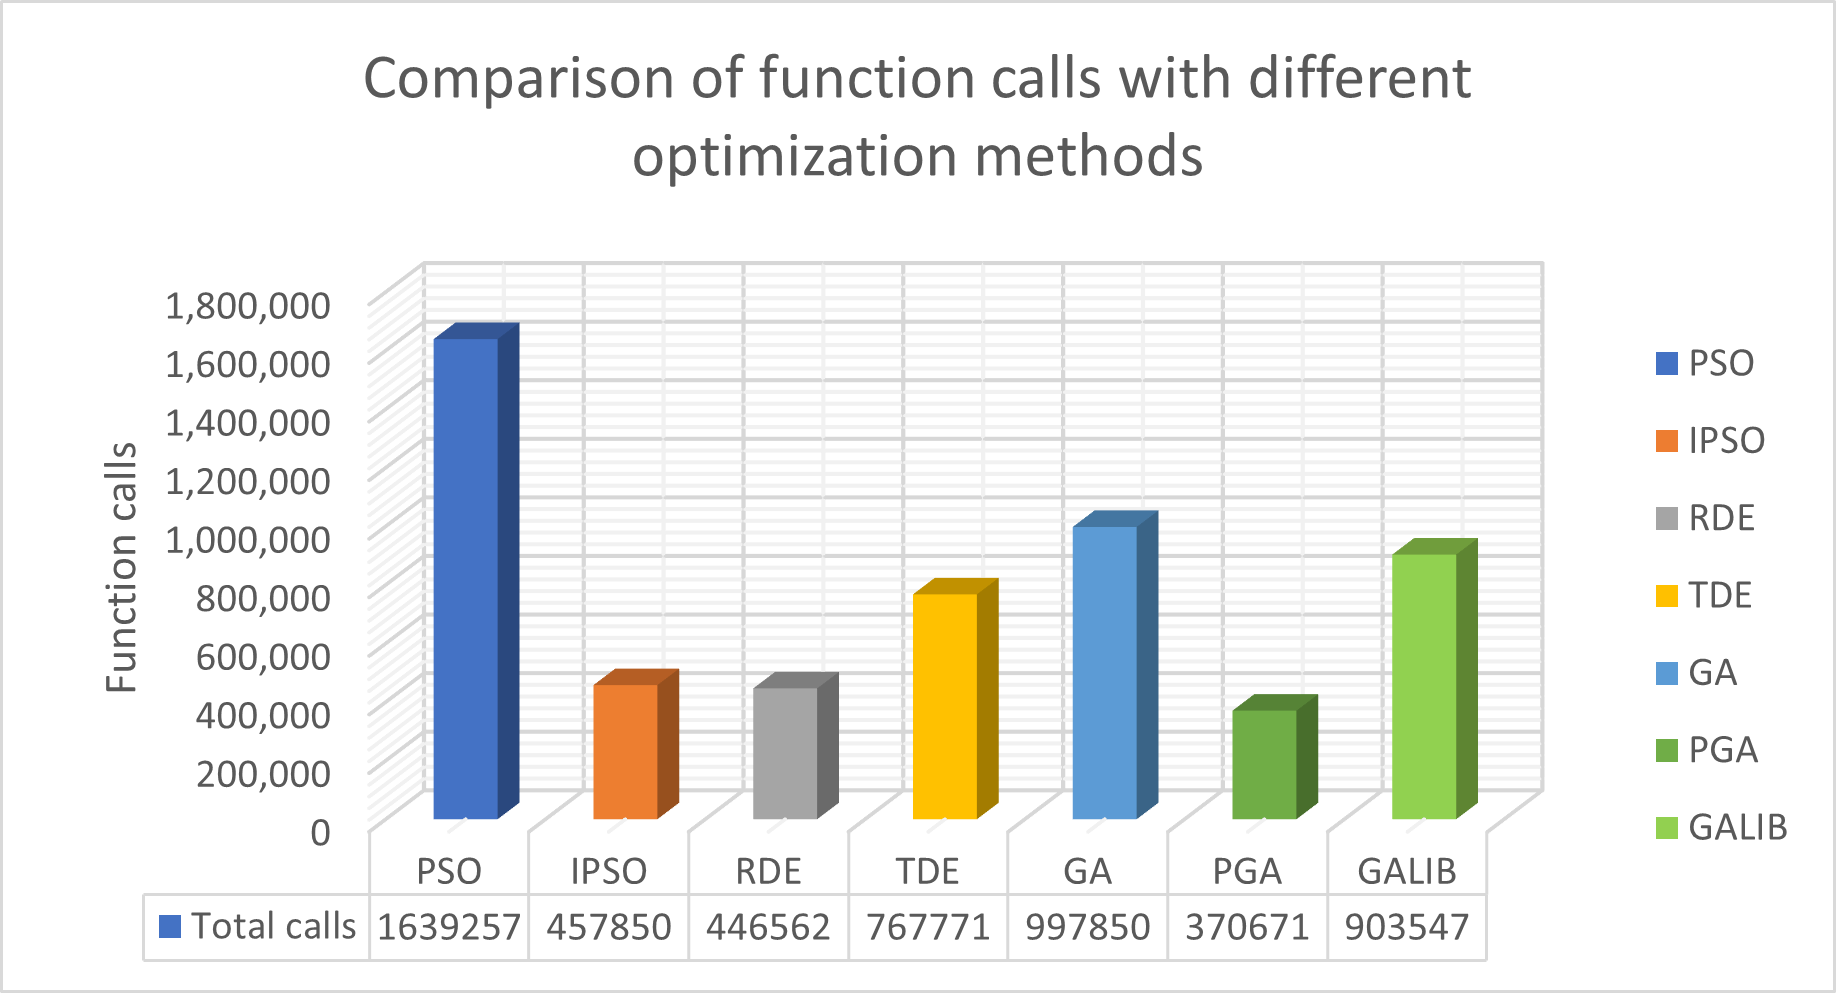 Comparison of function calls with different
optimization methods
Function calls
1,800,000
1,600,000
1,400,000
1,200,000
1,000,000
800,000
600,000
400,000
200,000
0
PSO IPSO RDE TDE GA PGA GALIB
Total calls 1639257 457850 446562 767771 997850 370671 903547
PSO
IPSO
RDE
TDE
GA
PGA
GALIB